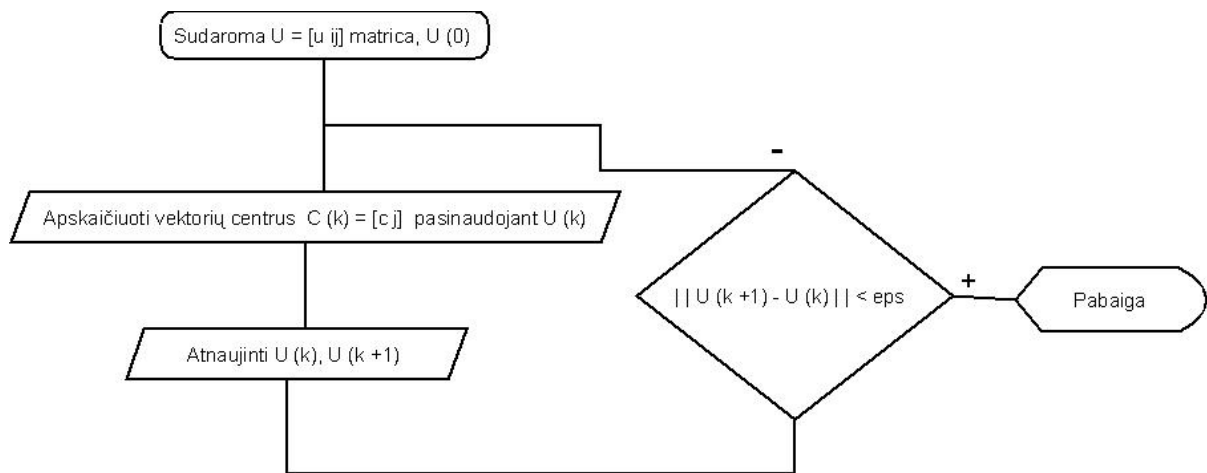 Sudaroma U = [u ij] matrica, U (0)
-
Apskaičiuoti vektorių centrus C (k) = [c j] pasinaudojant U (k)
| | U (k +1) - U (k) | | < eps
+
Pabaiga
Atnaujinti U (k), U (k +1)